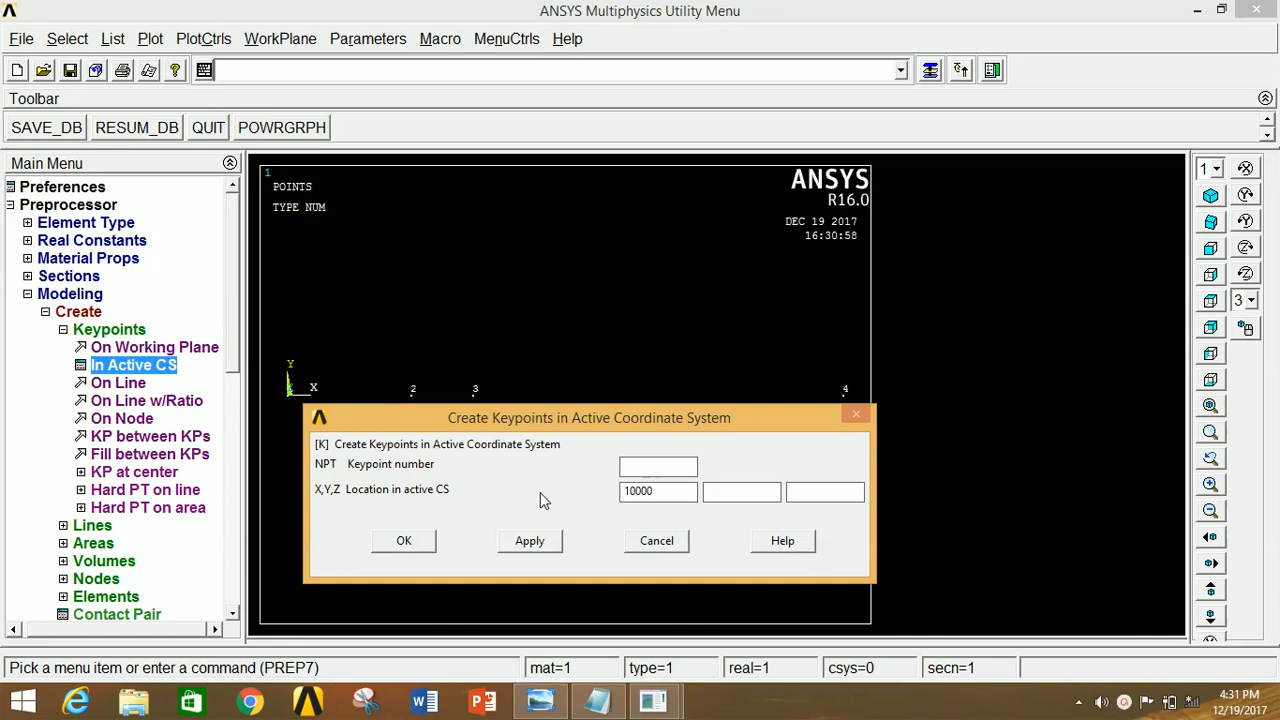 ANSYS Multiphysics Utility Menu
File Select List Plot PlotCtrls WorkPlane Parameters Macro MenuCtrls Help
Toolbar
SAVE_DB RESUM_DB QUIT POWRGRPH
Main Menu
Preferences
Preprocessor
Element Type
Real Constants
Material Props
Sections
Modeling
Create
Keypoints
On Working Plane
In Active CS
On Line
On Line w/Ratio
On Node
KP between KPs
Fill between KPs
KP at center
Hard PT on line
Hard PT on area
Lines
Areas
Volumes
Nodes
Elements
Contact Pair
1
POINTS
TYPE NUM
ANSYS
R16.0
DEC 19 2017
16:30:58
Y
X
2 3 4
Create Keypoints in Active Coordinate System
[K] Create Keypoints in Active Coordinate System
NPT Keypoint number
X,Y,Z Location in active CS 10000
OK Apply Cancel Help
1
3
Pick a menu item or enter a command (PREP7) mat=1 type=1 real=1 csys=0 secn=1
4:31 PM
12/19/2017